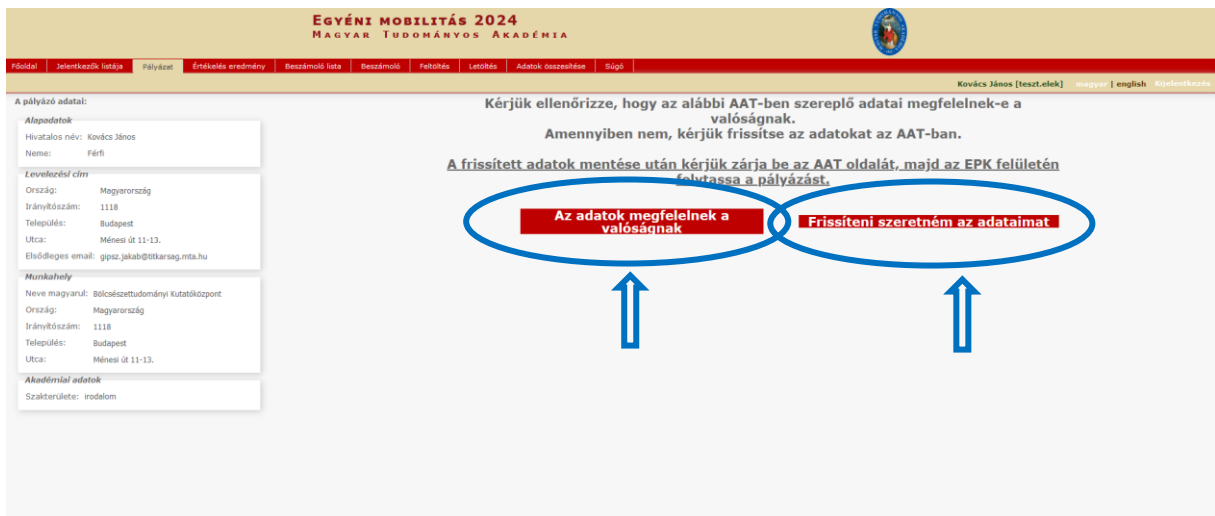 EGYÉNI MOBILITÁS 2024
MAGYAR TUDOMÁNYOS AKADÉMIA
Főoldal Jelentkezők listája Pályázat Értékelés eredmény Beszámoló lista Beszámoló Feltöltés Letöltés Adatok összesítése Súgó
Kovács János [teszt.elek] magyar | english Kijelentkezés
A pályázó adatai:
Alapadatok
Hivatalos név: Kovács János
Neme: Férfi
Levelezési cím
Ország: Magyarország
Irányítószám: 1118
Település: Budapest
Utca: Ménesi út 11-13.
Elsődleges email: gipsz.jakab@titkarsag.mta.hu
Munkahely
Neve magyarul: Bölcsészettudományi Kutatóközpont
Ország: Magyarország
Irányítószám: 1118
Település: Budapest
Utca: Ménesi út 11-13.
Akadémiai adatok
Szakterülete: irodalom
Kérjük ellenőrizze, hogy az alábbi AAT-ben szereplő adatai megfelelnek-e a
valóságnak.
Amennyiben nem, kérjük frissítse az adatokat az AAT-ban.
A frissített adatok mentése után kérjük zárja be az AAT oldalát, majd az EPK felületén
folytassa a pályázást.
Az adatok megfelelnek a
valóságnak
Frissíteni szeretném az adataimat